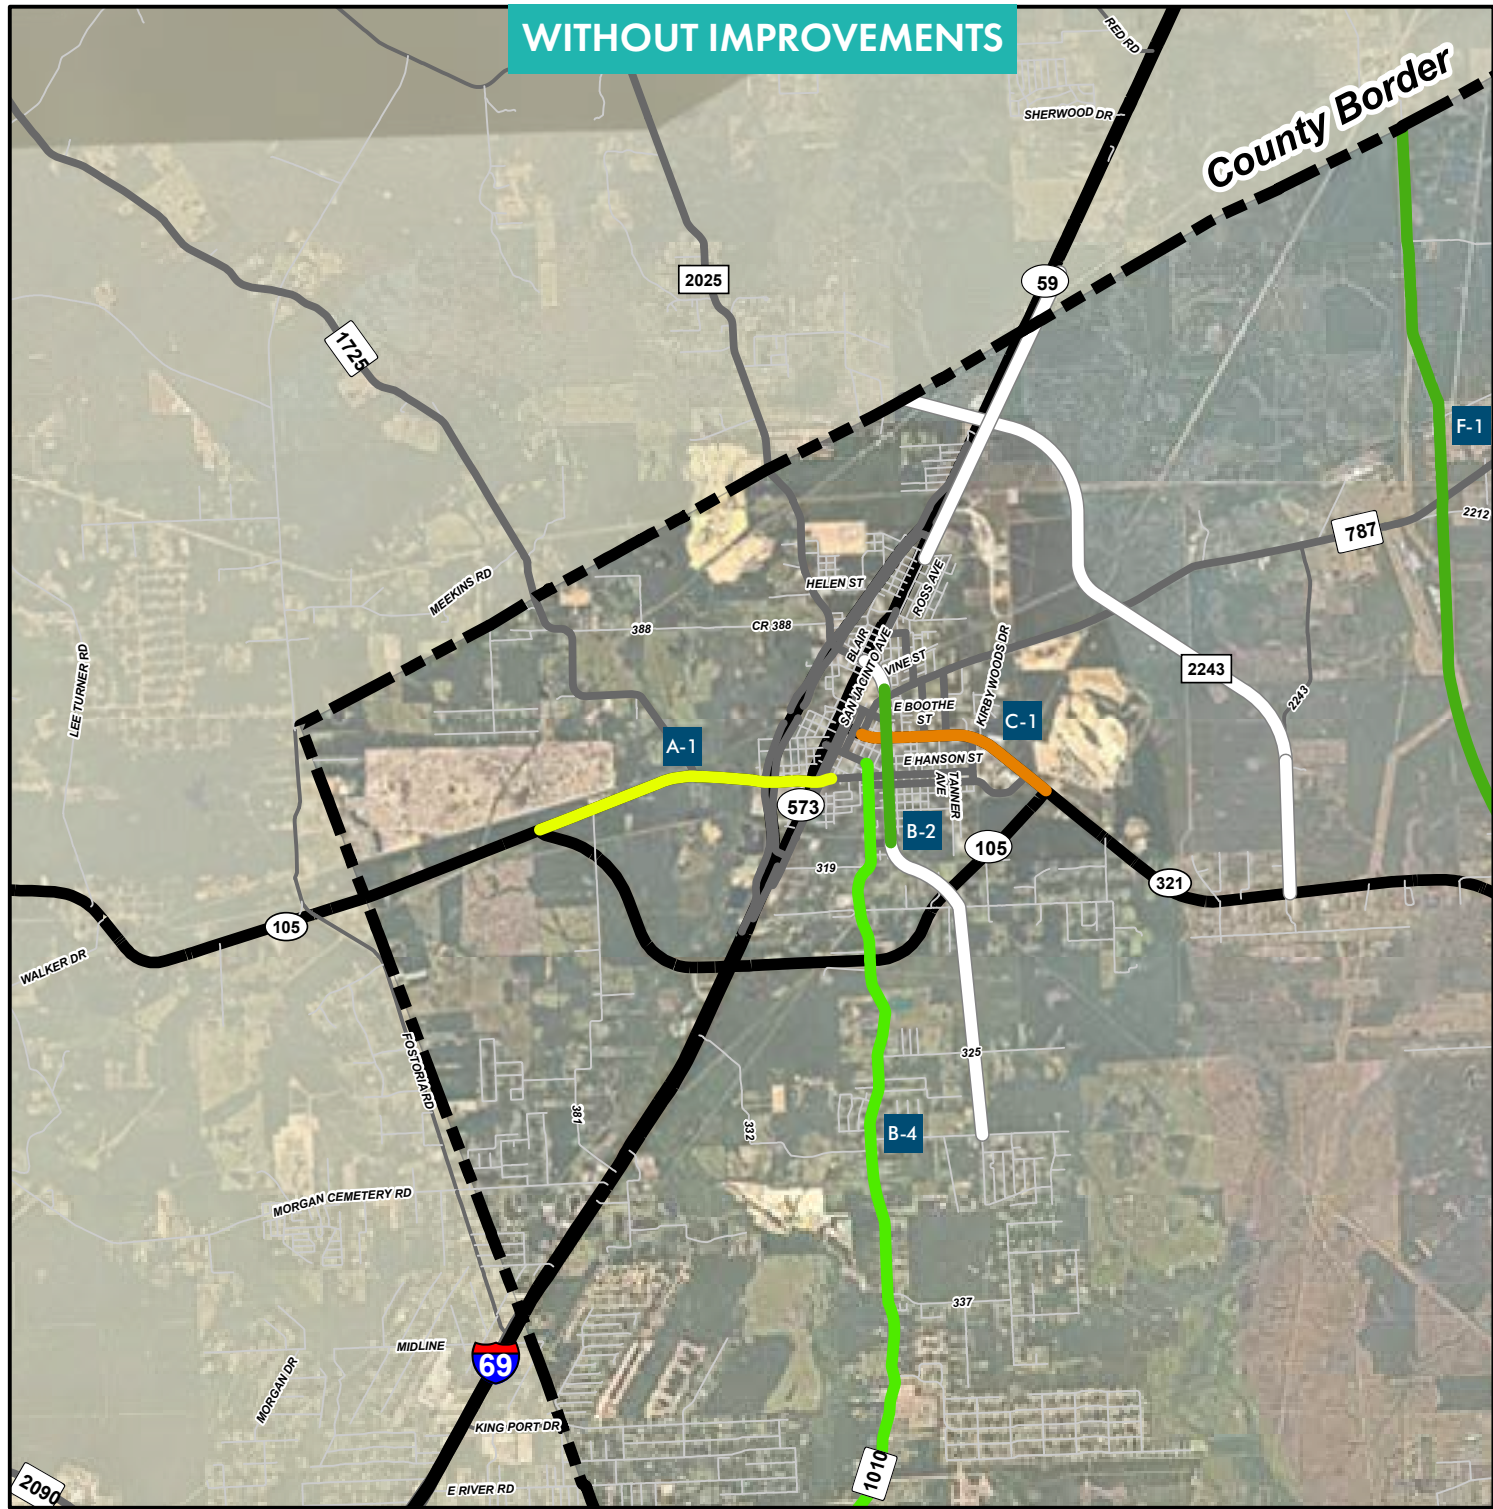 WITHOUT IMPROVEMENTS
RED RD
SHERWOOD DR
County Border
2025
59
1725
F-1
2212
787
MEEKINS RD
HELEN ST
ROSS AVE
388
CR 388
BLAIR
SAN JACINTO AVE
VINE ST
KIRBYWOODS DR
LEE TURNER RD
2243
2243
E BOOTHE
ST
C-1
A-1
E HANSON ST
TANNER
AVE
573
B-2
105
319
321
105
WALKER DR
FOSTORIA RD
325
381
332
B-4
MORGAN CEMETERY RD
337
MIDLINE
69
MORGAN DR
KING PORT DR
1010
2090
E RIVER RD